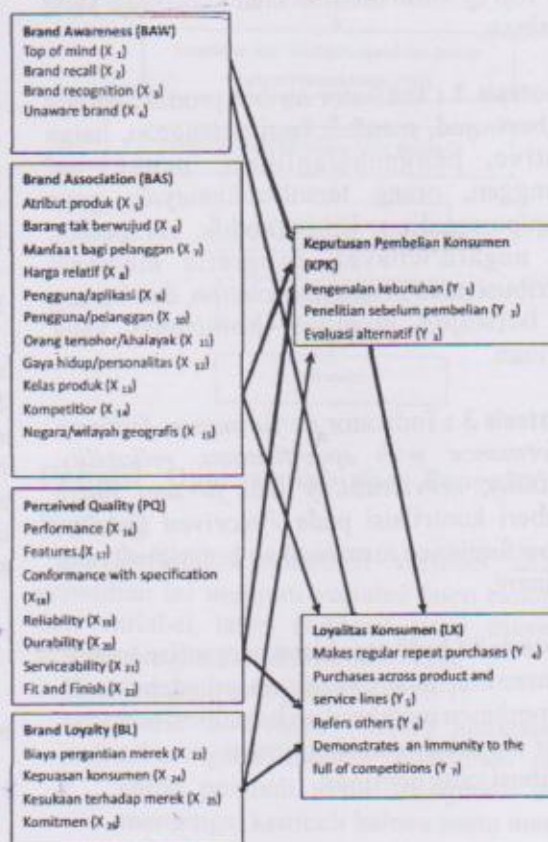 Brand Awareness (BAW)
Top of mind (X 1)
Brand recall (X 2)
Brand recognition (X 3)
Unaware brand (X 4)
Brand Association (BAS)
Atribut produk (X 5)
Barang tak berwujud (X 6)
Manfaat bagi pelanggan (X 7)
Harga relatif (X 8)
Pengguna/aplikasi (X 9)
Pengguna/pelanggan (X 10)
Orang tersohor/khalayak (X 11)
Gaya hidup/personalitas (X 12)
Kelas produk (X 13)
Kompetitior (X 14)
Negara/wilayah geografis (X 15)
Perceived Quality (PQ)
Performance (X 16)
Features (X 17)
Conformance with specification
(X18)
Reliability (X 19)
Durability (X 20)
Serviceability (X 21)
Fit and Finish (X 22)
Brand Loyalty (BL)
Biaya pergantian merek (X 23)
Kepuasan konsumen (X 24)
Kesukaan terhadap merek (X 25)
Komitmen (X 26)
Keputusan Pembelian Konsumen
(KPK)
Pengenalan kebutuhan (Y 1)
Penelitian sebelum pembelian (Y 2)
Evaluasi alternatif (Y 3)
Loyalitas Konsumen (LK)
Makes regular repeat purchases (Y 4)
Purchases across product and
service lines (Y 5)
Refers others (Y 6)
Demonstrates an Immunity to the
full of competitions (Y 7)